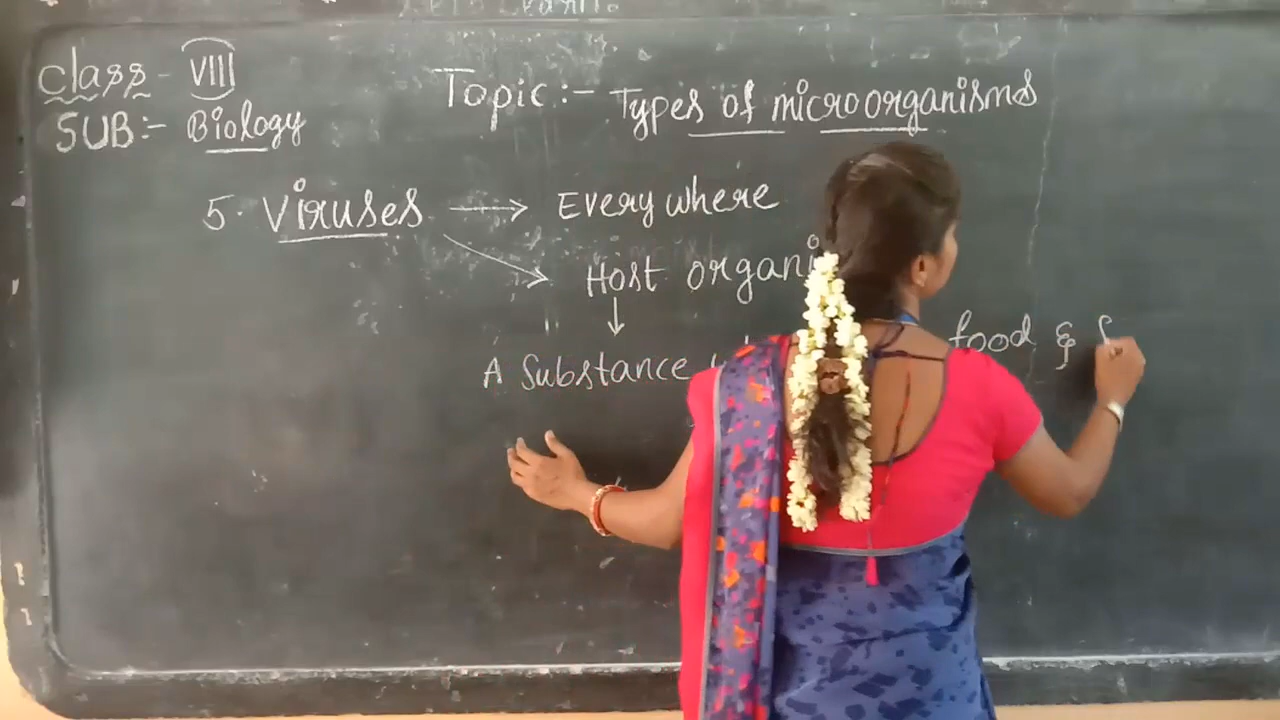 Class - VIII
SUB:- Biology
Topic:- Types of microorganisms
5. Viruses → Every where
Host organi
A Substance
food &